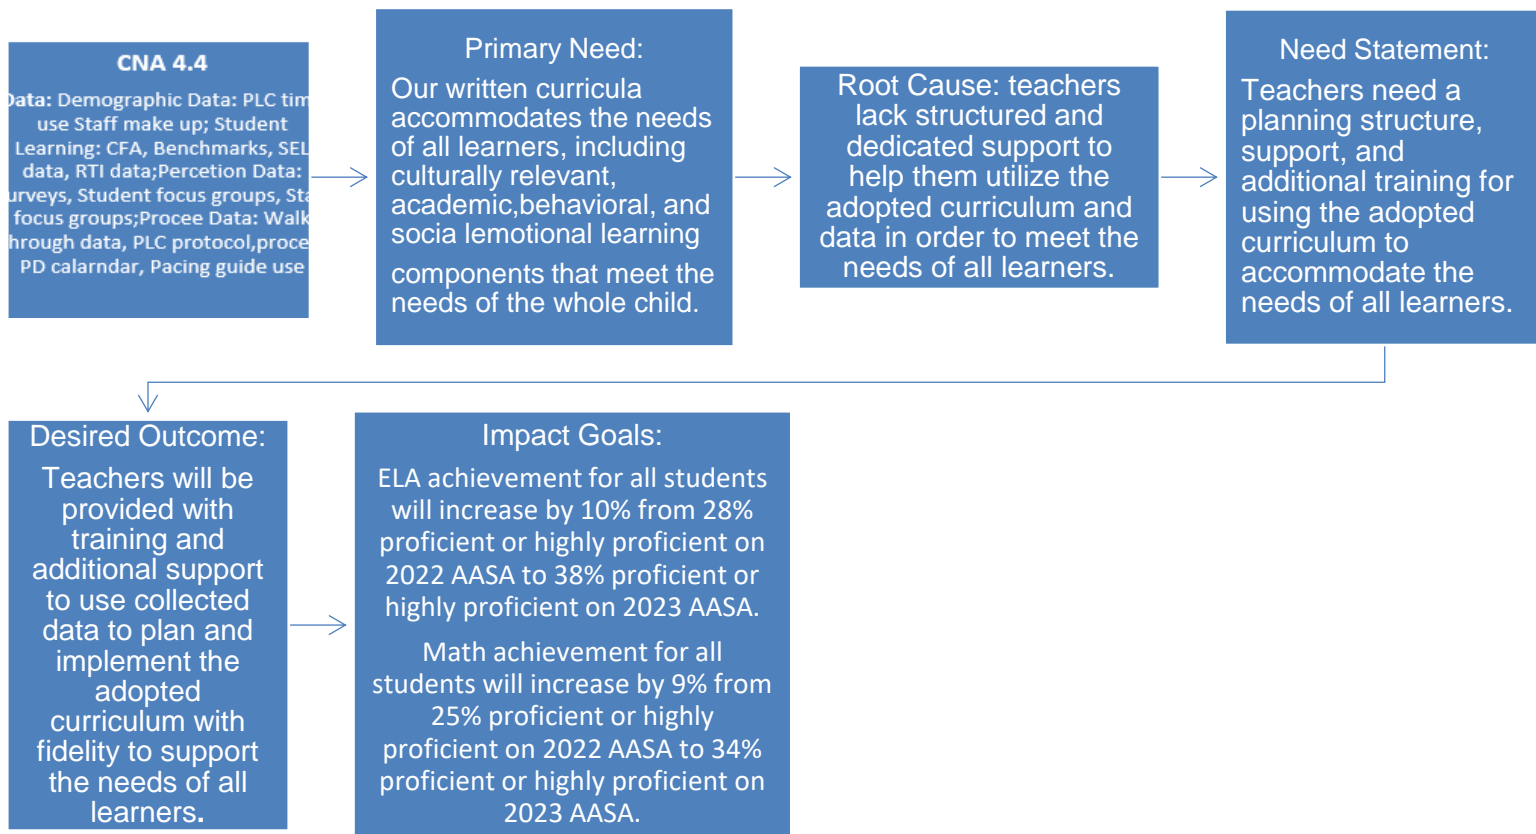 CNA 4.4
Data: Demographic Data: PLC tim
use Staff make up; Student
Learning: CFA, Benchmarks, SEL
data, RTI data;Percetion Data:
urveys, Student focus groups, Sta
focus groups;Procee Data: Walk
hrough data, PLC protocol,proce
PD calarndar, Pacing guide use
Primary Need:
Our written curricula
accommodates the needs
of all learners, including
culturally relevant,
academic,behavioral, and
socia lemotional learning
components that meet the
needs of the whole child.
Root Cause: teachers
lack structured and
dedicated support to
help them utilize the
adopted curriculum and
data in order to meet the
needs of all learners.
Need Statement:
Teachers need a
planning structure,
support, and
additional training for
using the adopted
curriculum to
accommodate the
needs of all learners.
Desired Outcome:
Teachers will be
provided with
training and
additional support
to use collected
data to plan and
implement the
adopted
curriculum with
fidelity to support
the needs of all
learners.
Impact Goals:
ELA achievement for all students
will increase by 10% from 28%
proficient or highly proficient on
2022 AASA to 38% proficient or
highly proficient on 2023 AASA.
Math achievement for all
students will increase by 9% from
25% proficient or highly
proficient on 2022 AASA to 34%
proficient or highly proficient on
2023 AASA.